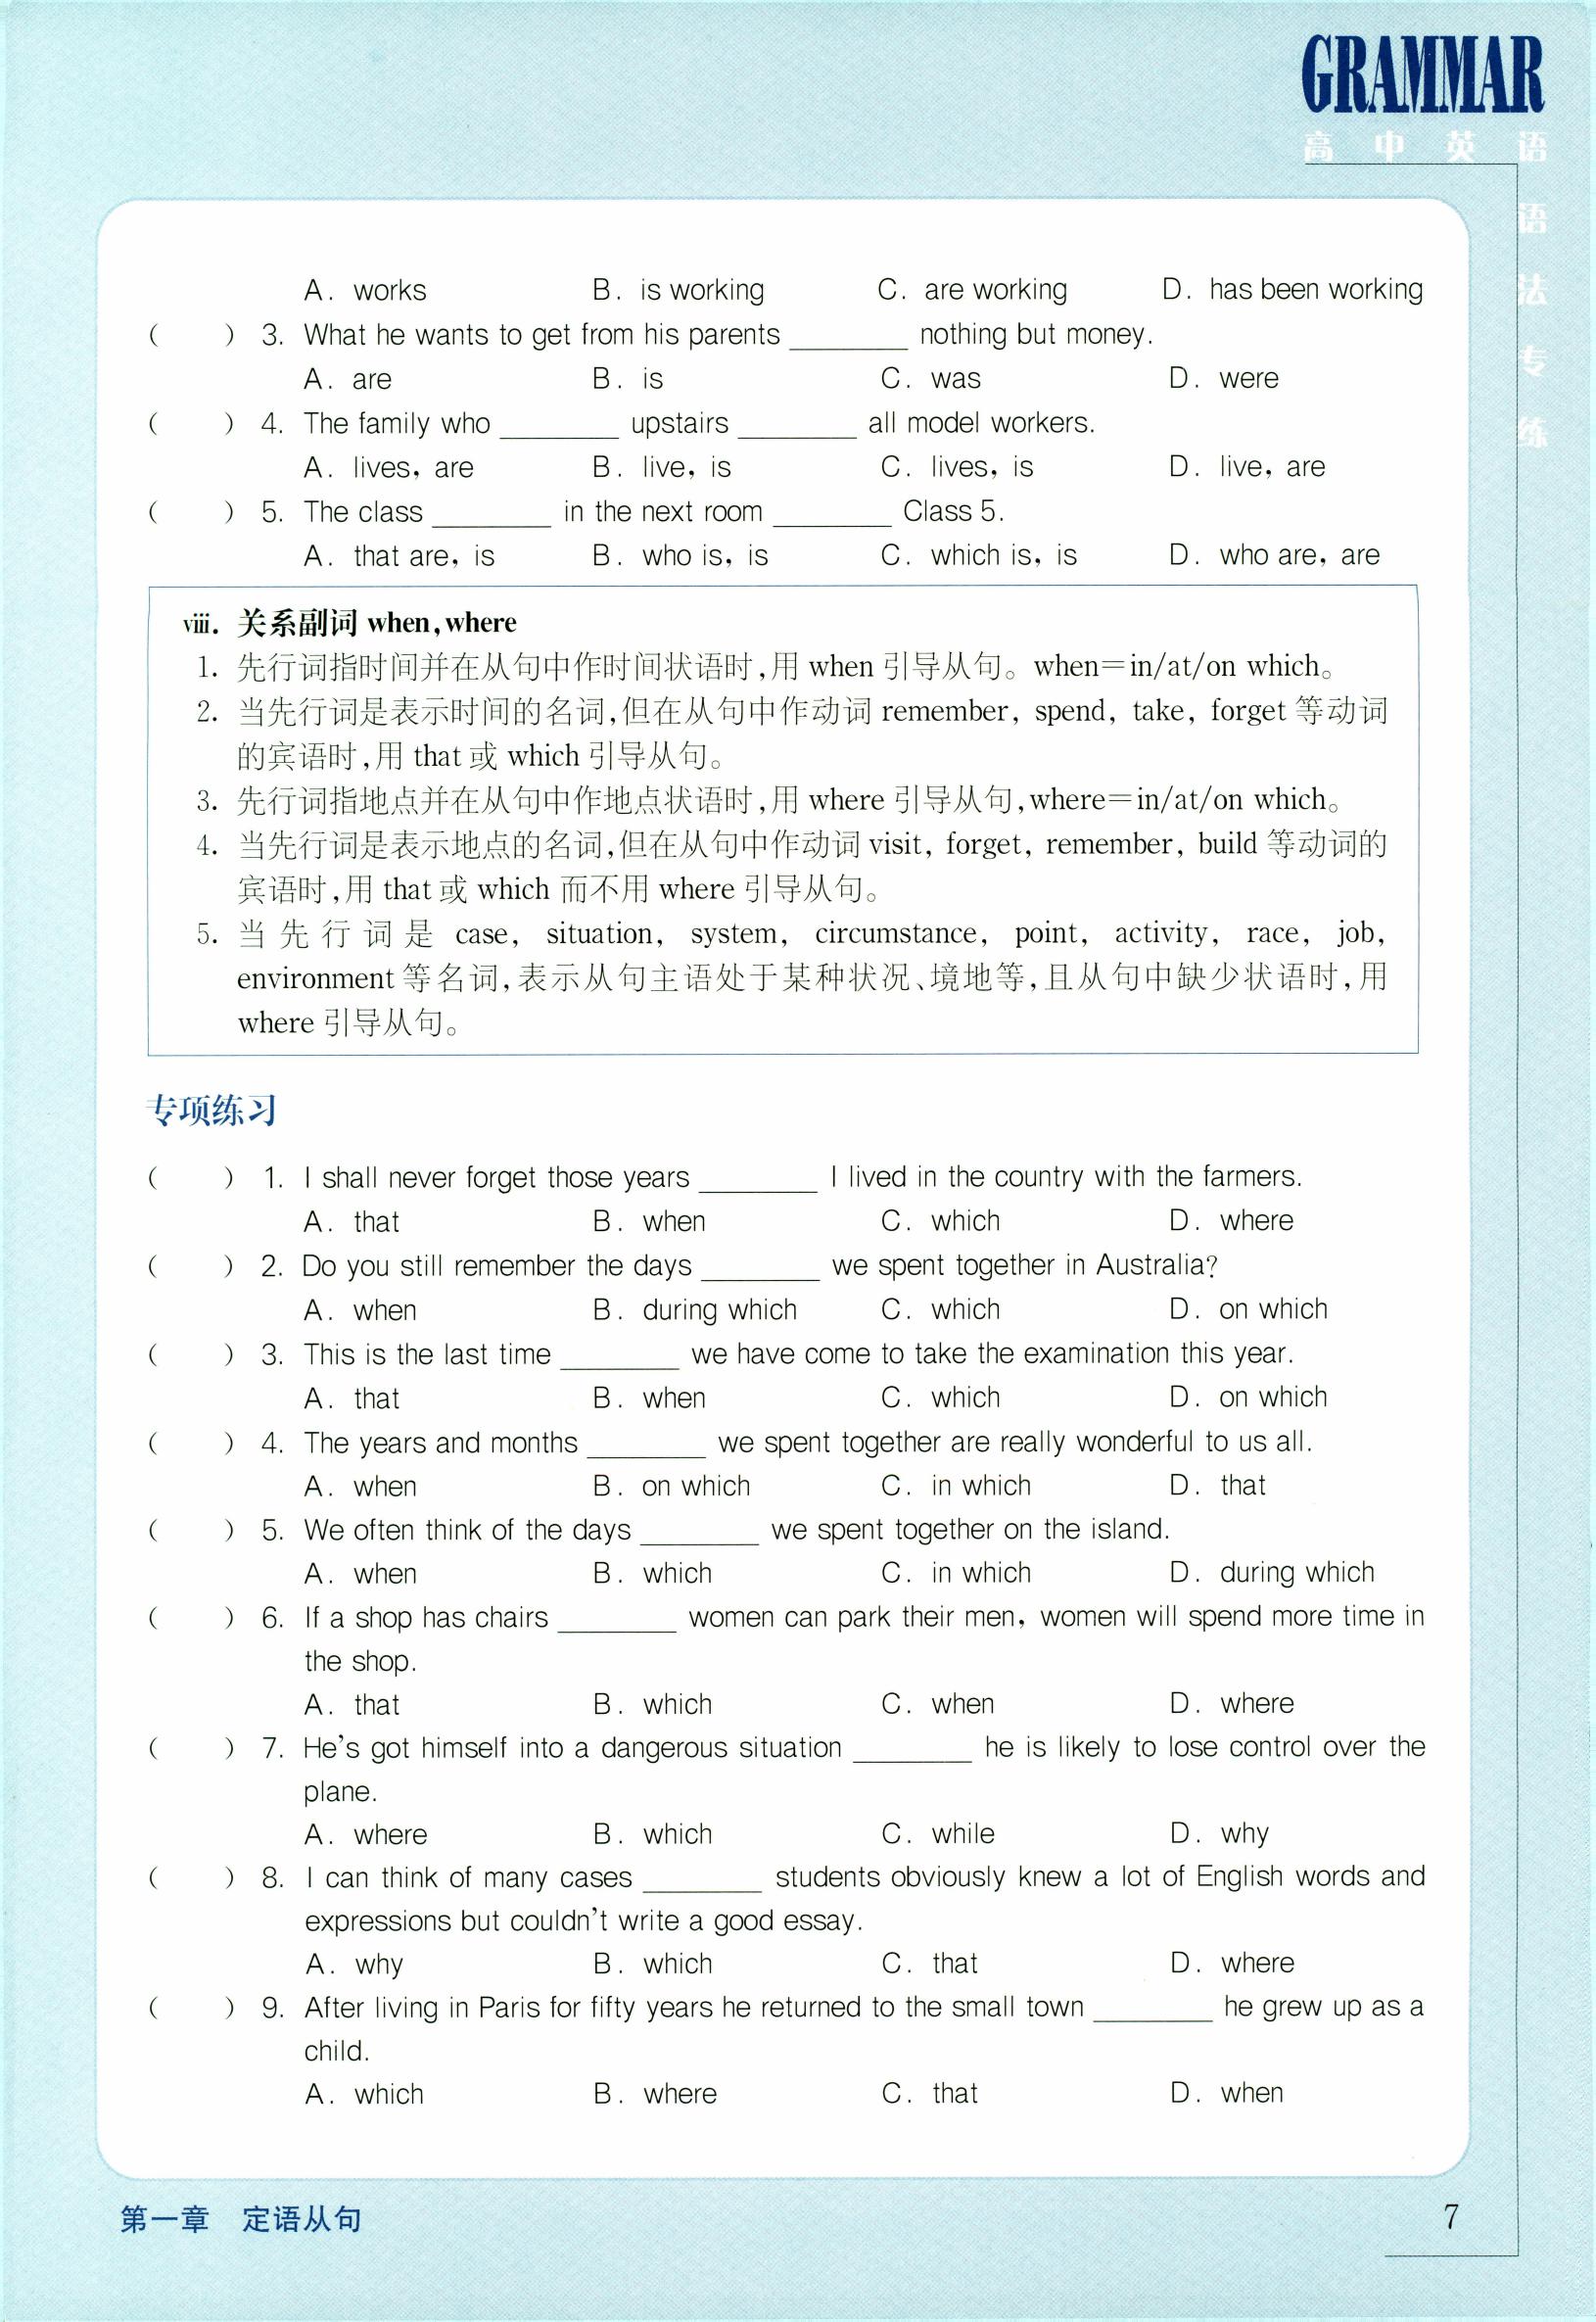 GRAMMAR
高中英语
语
法
专
练
A. works B. is working C. are working D. has been working
( ) 3. What he wants to get from his parents ________ nothing but money.
A. are B. is C. was D. were
( ) 4. The family who ________ upstairs ________ all model workers.
A. lives, are B. live, is C. lives, is D. live, are
( ) 5. The class ________ in the next room ________ Class 5.
A. that are, is B. who is, is C. which is, is D. who are, are
viii. 关系副词 when,where
1. 先行词指时间并在从句中作时间状语时,用 when 引导从句。when=in/at/on which。
2. 当先行词是表示时间的名词,但在从句中作动词 remember, spend, take, forget 等动词
的宾语时,用 that 或 which 引导从句。
3. 先行词指地点并在从句中作地点状语时,用 where 引导从句,where=in/at/on which。
4. 当先行词是表示地点的名词,但在从句中作动词 visit, forget, remember, build 等动词的
宾语时,用 that 或 which 而不用 where 引导从句。
5. 当先行词是 case, situation, system, circumstance, point, activity, race, job,
environment 等名词,表示从句主语处于某种状况、境地等,且从句中缺少状语时,用
where 引导从句。
专项练习
( ) 1. I shall never forget those years ________ I lived in the country with the farmers.
A. that B. when C. which D. where
( ) 2. Do you still remember the days ________ we spent together in Australia?
A. when B. during which C. which D. on which
( ) 3. This is the last time ________ we have come to take the examination this year.
A. that B. when C. which D. on which
( ) 4. The years and months ________ we spent together are really wonderful to us all.
A. when B. on which C. in which D. that
( ) 5. We often think of the days ________ we spent together on the island.
A. when B. which C. in which D. during which
( ) 6. If a shop has chairs ________ women can park their men, women will spend more time in
the shop.
A. that B. which C. when D. where
( ) 7. He's got himself into a dangerous situation ________ he is likely to lose control over the
plane.
A. where B. which C. while D. why
( ) 8. I can think of many cases ________ students obviously knew a lot of English words and
expressions but couldn't write a good essay.
A. why B. which C. that D. where
( ) 9. After living in Paris for fifty years he returned to the small town ________ he grew up as a
child.
A. which B. where C. that D. when
第一章 定语从句
7